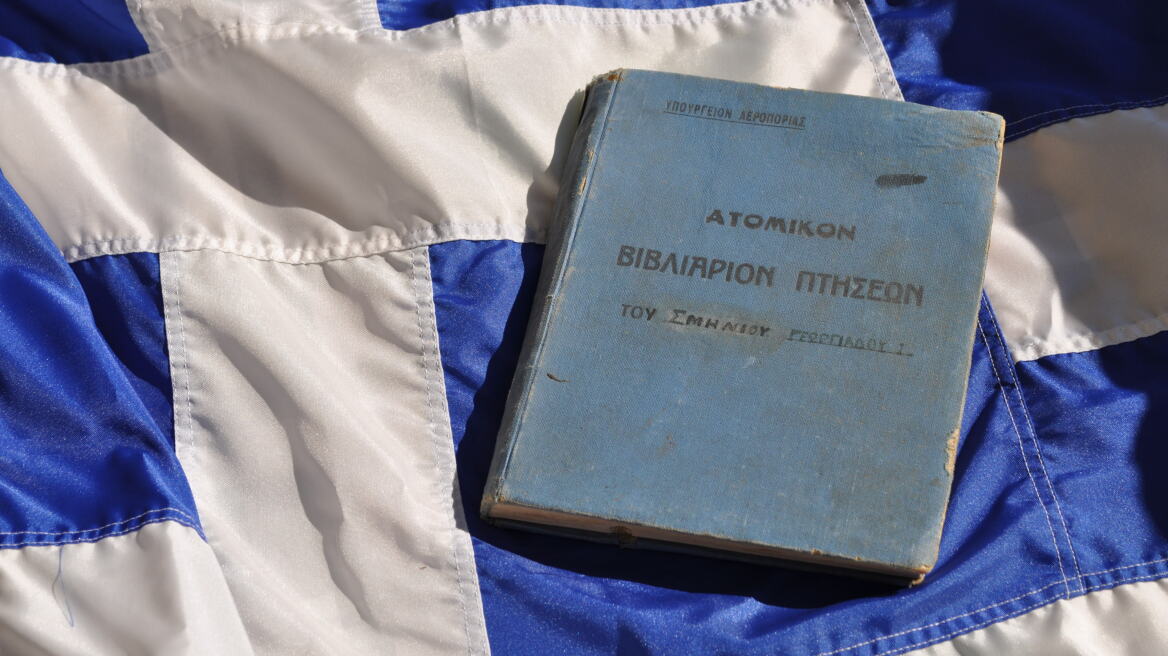 ΥΠΟΥΡΓΕΙΟΝ ΑΕΡΟΠΟΡΙΑΣ
ΑΤΟΜΙΚΟΝ
ΒΙΒΛΙΑΡΙΟΝ ΠΤΗΣΕΩΝ
ΤΟΥ ΣΜΗΝΙΟΥ ΓΕΩΡΓΙΑΔΟΥ Ι.